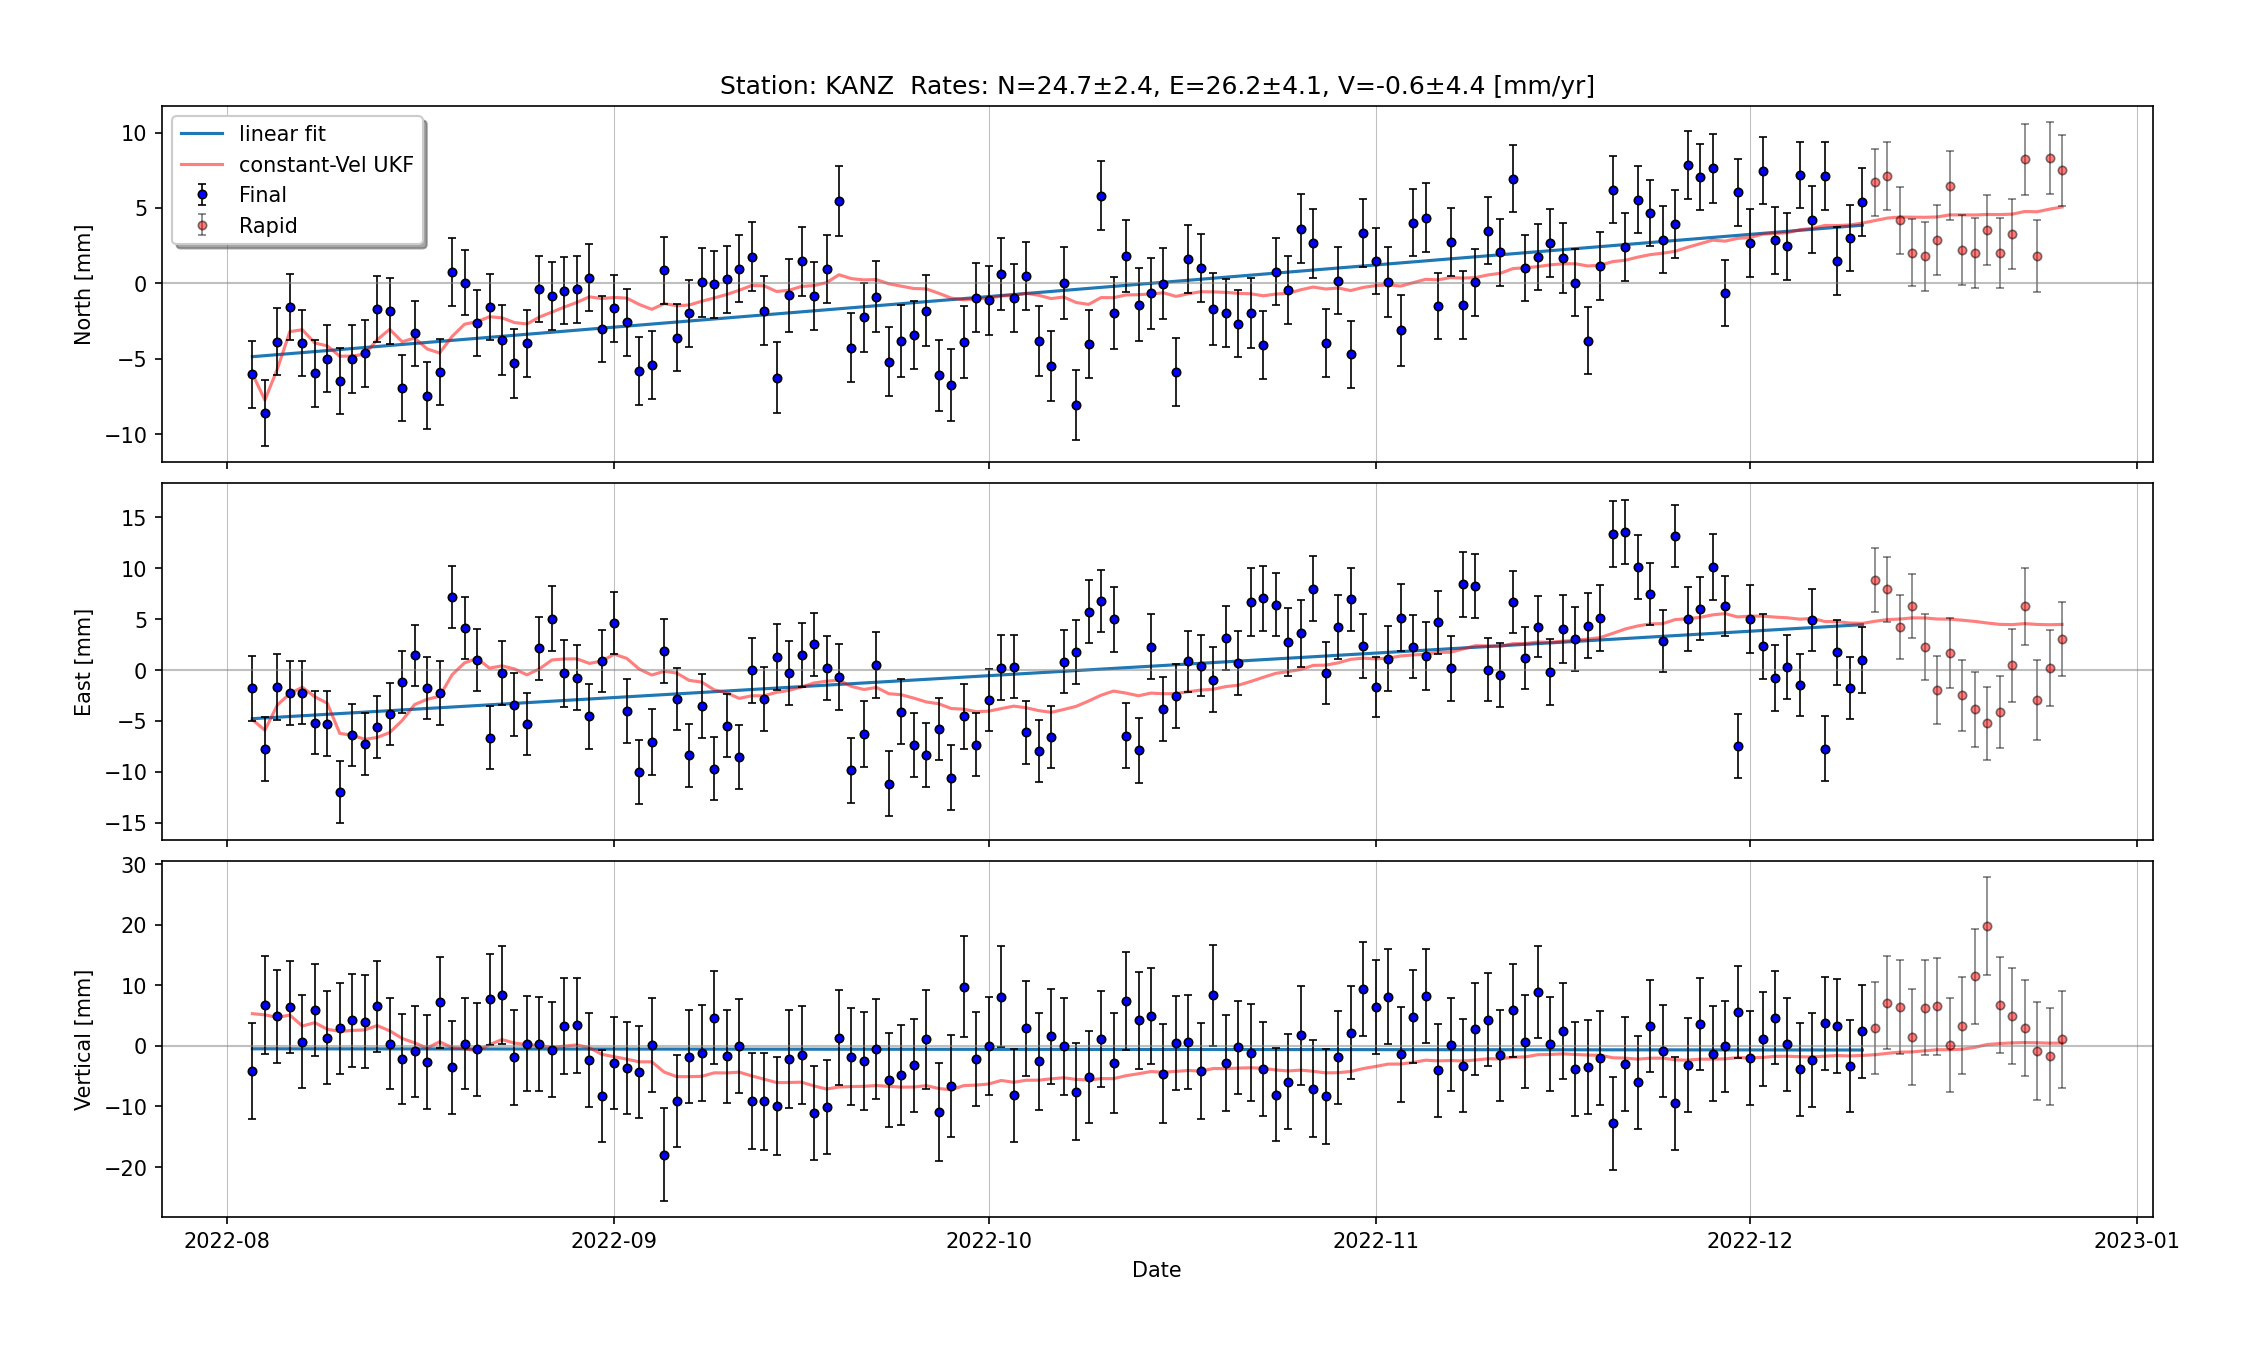 Station: KANZ  Rates: N=24.7±2.4, E=26.2±4.1, V=-0.6±4.4 [mm/yr]
linear fit
constant-Vel UKF
Final
Rapid
North [mm]
10
5
0
−5
−10
East [mm]
15
10
5
0
−5
−10
−15
Vertical [mm]
30
20
10
0
−10
−20
2022-08 2022-09 2022-10 2022-11 2022-12 2023-01
Date